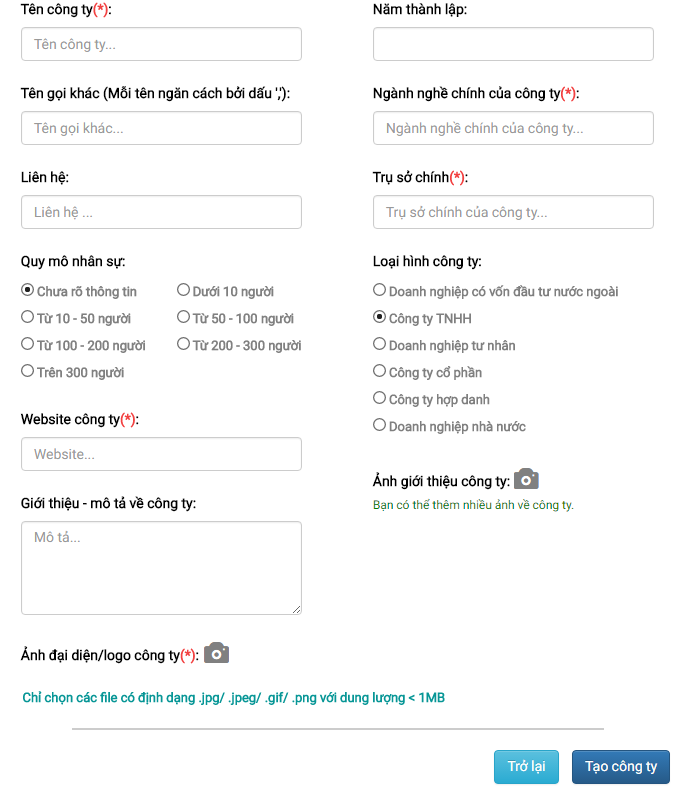 Tên công ty(*):
Tên công ty...
Năm thành lập:
Tên gọi khác (Mỗi tên ngăn cách bởi dấu ','):
Tên gọi khác...
Ngành nghề chính của công ty(*):
Ngành nghề chính của công ty...
Liên hệ:
Liên hệ ...
Trụ sở chính(*):
Trụ sở chính của công ty...
Quy mô nhân sự:
Chưa rõ thông tin
Dưới 10 người
Từ 10 - 50 người
Từ 50 - 100 người
Từ 100 - 200 người
Từ 200 - 300 người
Trên 300 người
Loại hình công ty:
Doanh nghiệp có vốn đầu tư nước ngoài
Công ty TNHH
Doanh nghiệp tư nhân
Công ty cổ phần
Công ty hợp danh
Doanh nghiệp nhà nước
Website công ty(*):
Website...
Ảnh giới thiệu công ty:
Bạn có thể thêm nhiều ảnh về công ty.
Giới thiệu - mô tả về công ty:
Mô tả...
Ảnh đại diện/logo công ty(*):
Chỉ chọn các file có định dạng .jpg/ .jpeg/ .gif/ .png với dung lượng < 1MB
Trở lại
Tạo công ty